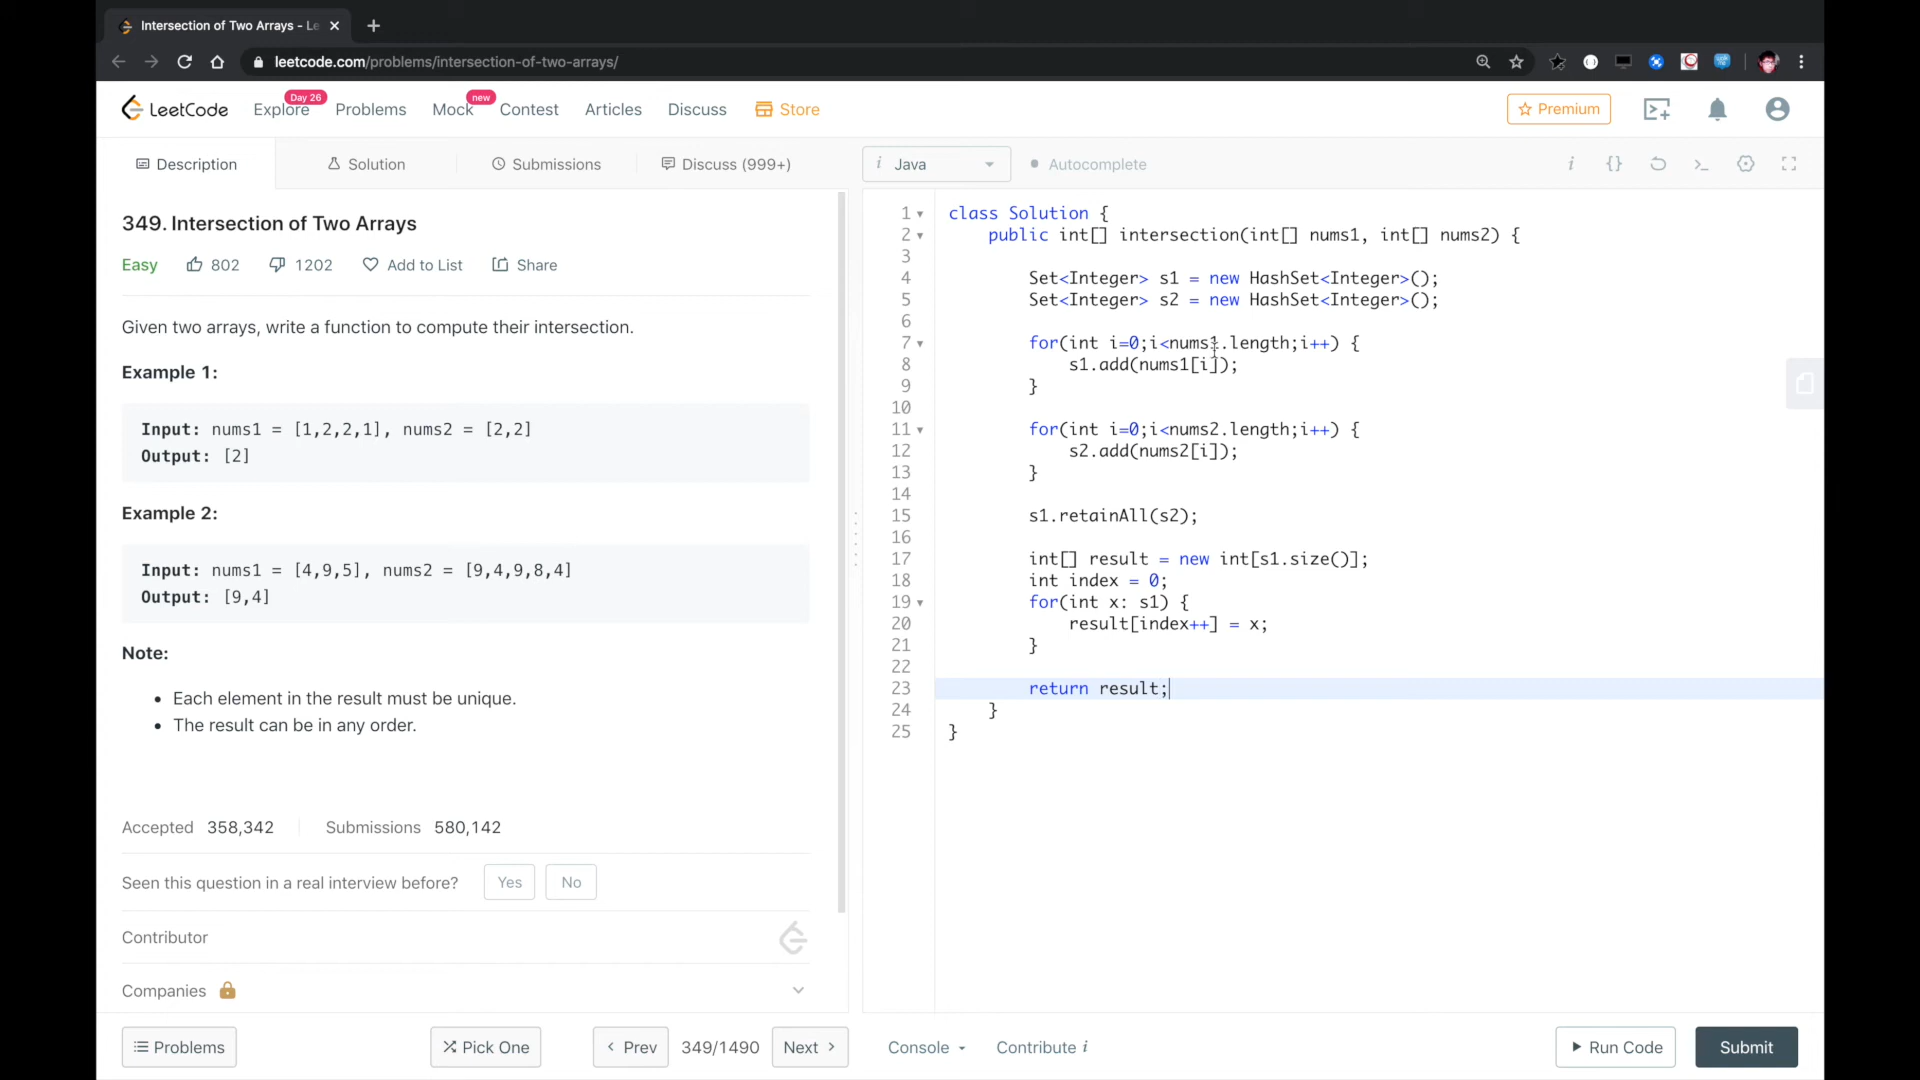 Intersection of Two Arrays - Le
leetcode.com/problems/intersection-of-two-arrays/
LeetCode
Explore
Day 26
Problems
Mock
new
Contest
Articles
Discuss
Store
Premium
Description
Solution
Submissions
Discuss (999+)
i Java
Autocomplete
349. Intersection of Two Arrays
Easy 802 1202 Add to List Share
Given two arrays, write a function to compute their intersection.
Example 1:
Input: nums1 = [1,2,2,1], nums2 = [2,2]
Output: [2]
Example 2:
Input: nums1 = [4,9,5], nums2 = [9,4,9,8,4]
Output: [9,4]
Note:
• Each element in the result must be unique.
• The result can be in any order.
Accepted 358,342 Submissions 580,142
Seen this question in a real interview before? Yes No
Contributor
Companies
Problems
Pick One
Prev
349/1490
Next
1 class Solution {
2 public int[] intersection(int[] nums1, int[] nums2) {
3
4 Set<Integer> s1 = new HashSet<Integer>();
5 Set<Integer> s2 = new HashSet<Integer>();
6
7 for(int i=0;i<nums1.length;i++) {
8 s1.add(nums1[i]);
9 }
10
11 for(int i=0;i<nums2.length;i++) {
12 s2.add(nums2[i]);
13 }
14
15 s1.retainAll(s2);
16
17 int[] result = new int[s1.size()];
18 int index = 0;
19 for(int x: s1) {
20 result[index++] = x;
21 }
22
23 return result;
24 }
25 }
Console
Contribute i
Run Code
Submit